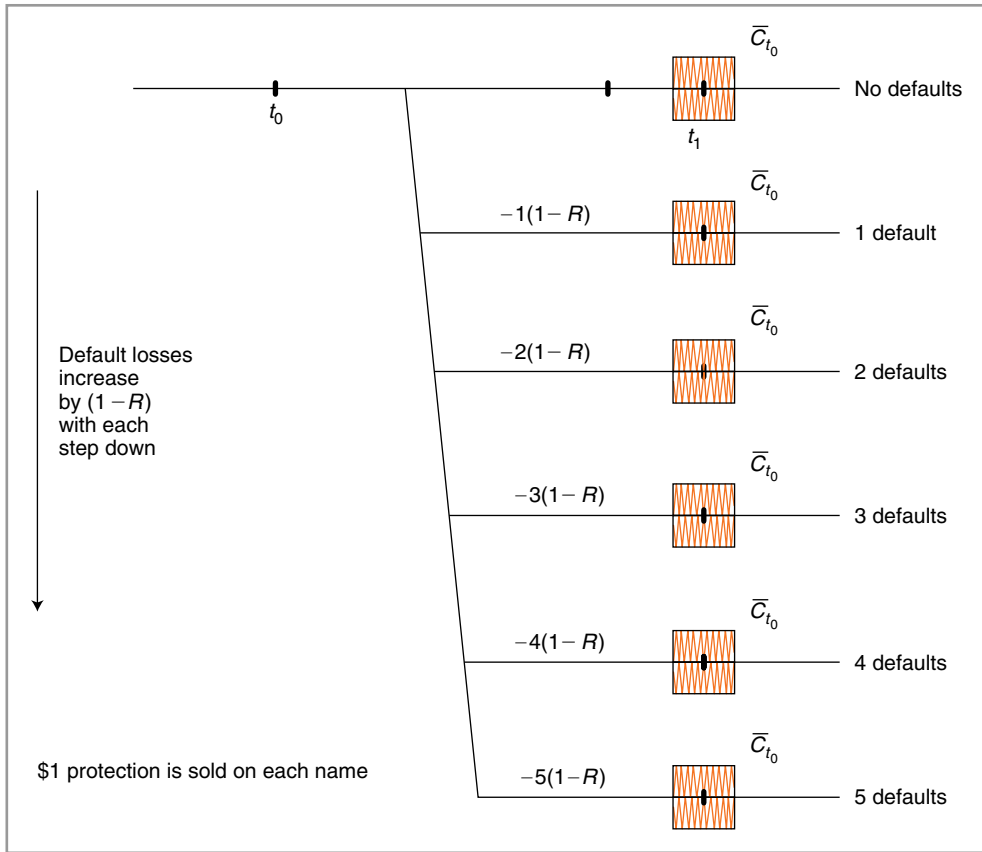 C̅t₀
No defaults
t₀
t₁
C̅t₀
−1(1−R)
1 default
C̅t₀
−2(1−R)
2 defaults
Default losses
increase
by (1−R)
with each
step down
C̅t₀
−3(1−R)
3 defaults
C̅t₀
−4(1−R)
4 defaults
C̅t₀
$1 protection is sold on each name
−5(1−R)
5 defaults